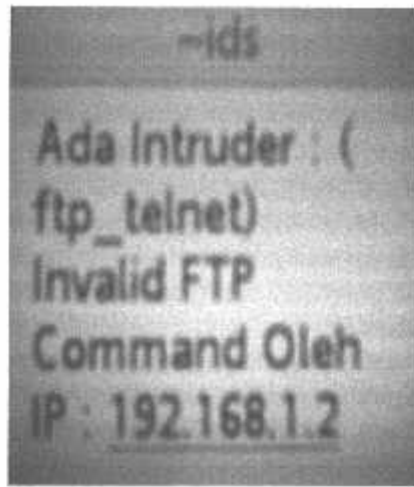 ~ids
Ada Intruder : (
ftp_telnet)
Invalid FTP
Command Oleh
IP : 192.168.1.2